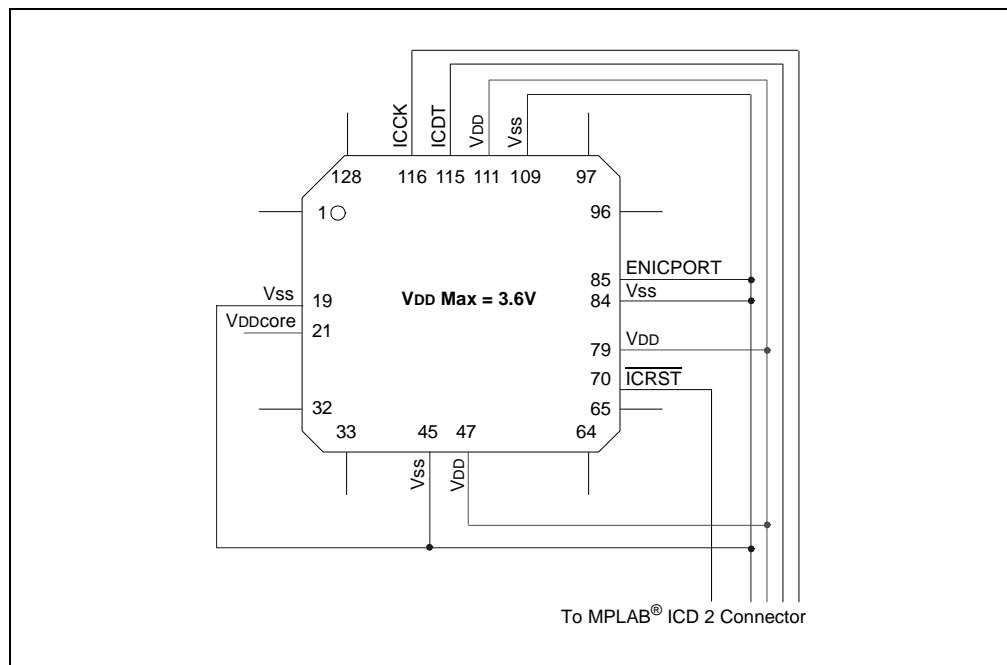 ICCK
ICDT
VDD
Vss
128
116
115
111
109
97
1
96
85
ENICPORT
Vss
19
VDD Max = 3.6V
84
Vss
VDDcore
21
79
VDD
70
ICRST
32
65
33
45
47
64
Vss
VDD
To MPLAB® ICD 2 Connector